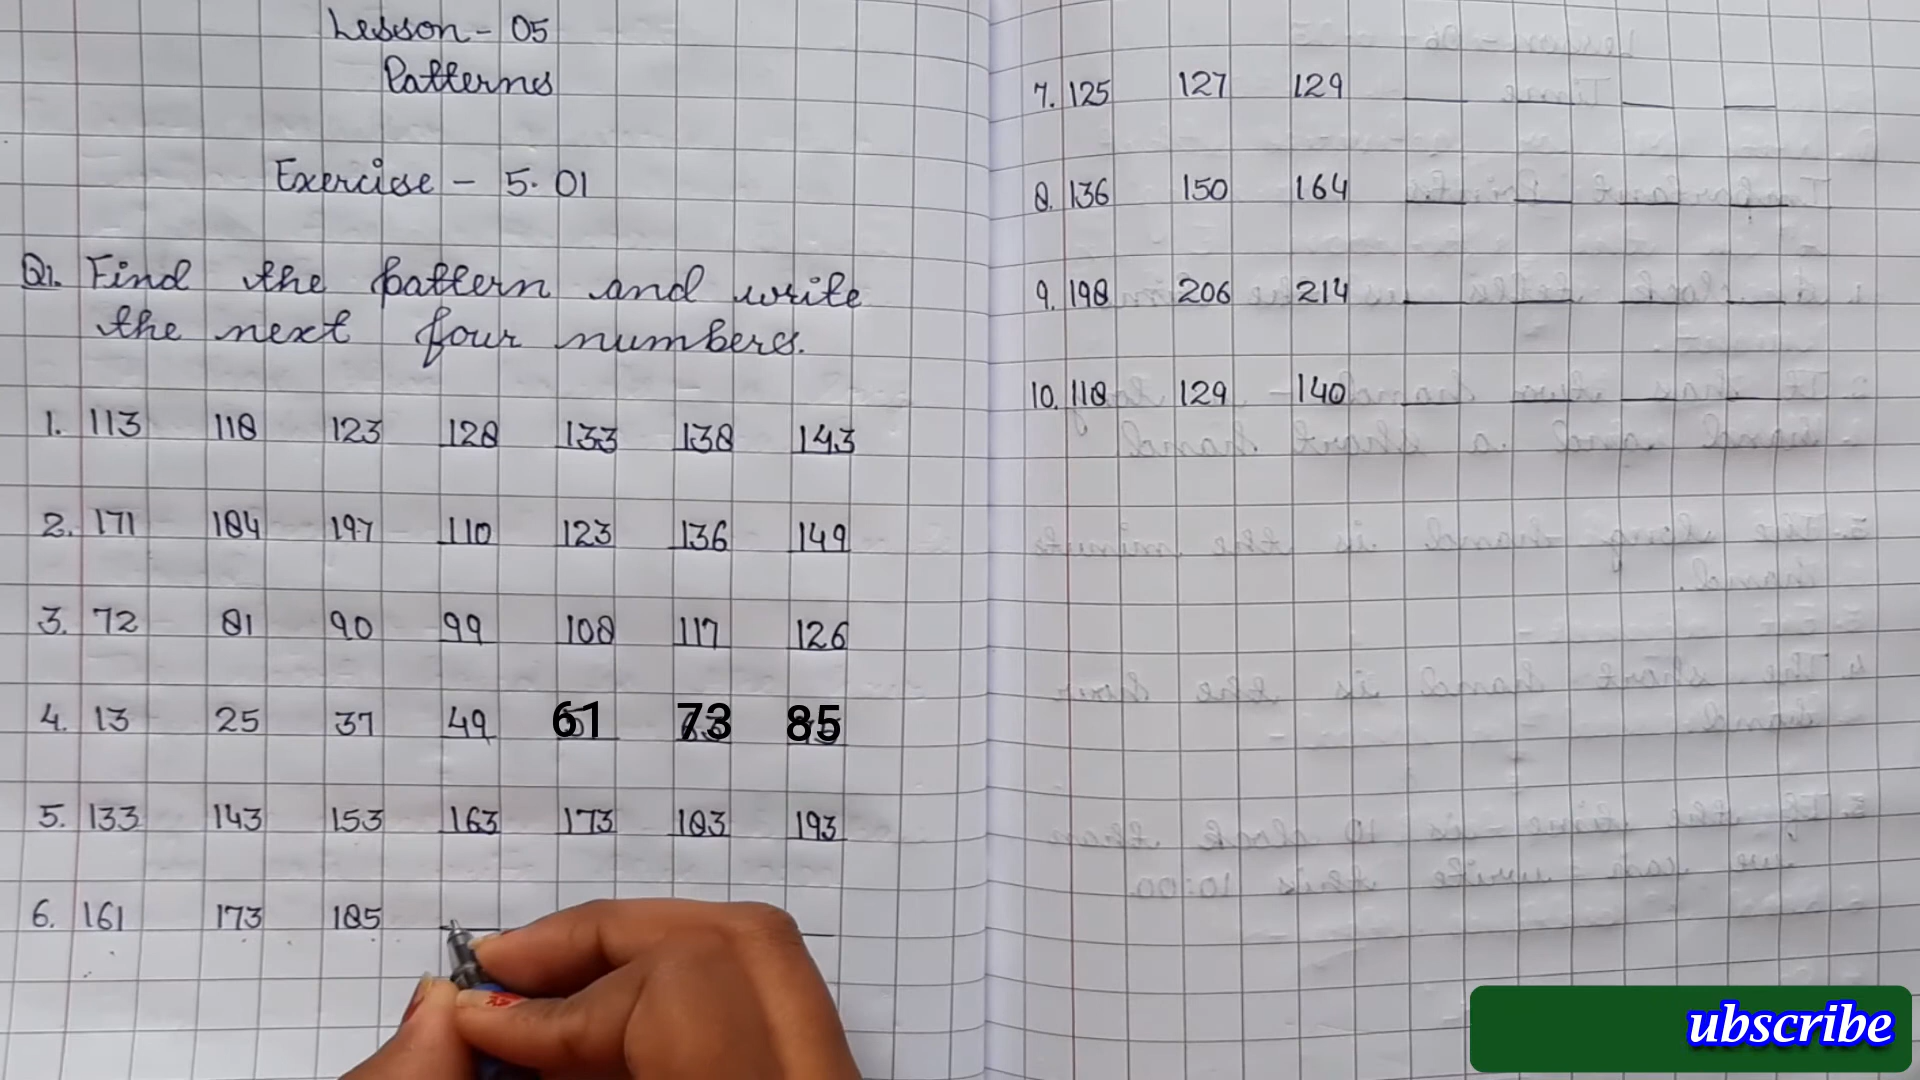 Lesson - 05
Patterns
Exercise - 5.01
Q1. Find the pattern and write
the next four numbers.
1. 113 118 123 128 133 138 143
2. 171 184 197 110 123 136 149
3. 72 81 90 99 108 117 126
4. 13 25 37 49 61 73 85
5. 133 143 153 163 173 183 193
6. 161 173 185
7. 125 127 129
8. 136 150 164
9. 198 206 214
10. 118 129 140
ubscribe